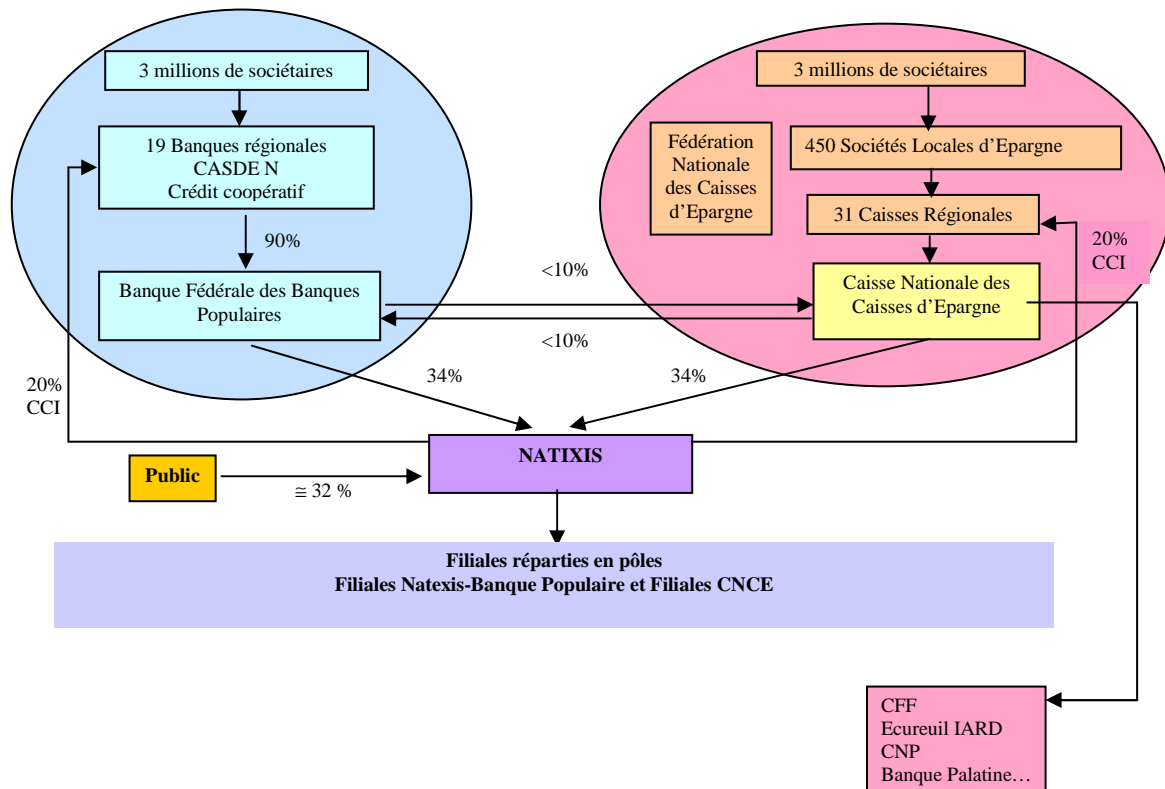 3 millions de sociétaires
19 Banques régionales
CASDE N
Crédit coopératif
90%
Banque Fédérale des Banques
Populaires
20%
CCI
34%
<10%
<10%
3 millions de sociétaires
Fédération
Nationale
des Caisses
d’Epargne
450 Sociétés Locales d’Epargne
31 Caisses Régionales
20%
CCI
Caisse Nationale des
Caisses d’Epargne
34%
NATIXIS
Public
≅ 32 %
Filiales réparties en pôles
Filiales Natexis-Banque Populaire et Filiales CNCE
CFF
Ecureuil IARD
CNP
Banque Palatine…